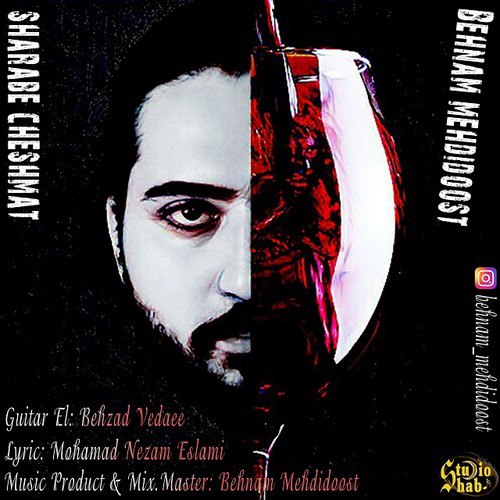 SHARABE CHESHMAT
BEHNAM MEHDIDOOST
behnam_mehdidoost
Guitar El: Behzad Vedaee
Lyric: Mohamad Nezam Eslami
Music Product & Mix.Master: Behnam Mehdidoost
Studio
Shab